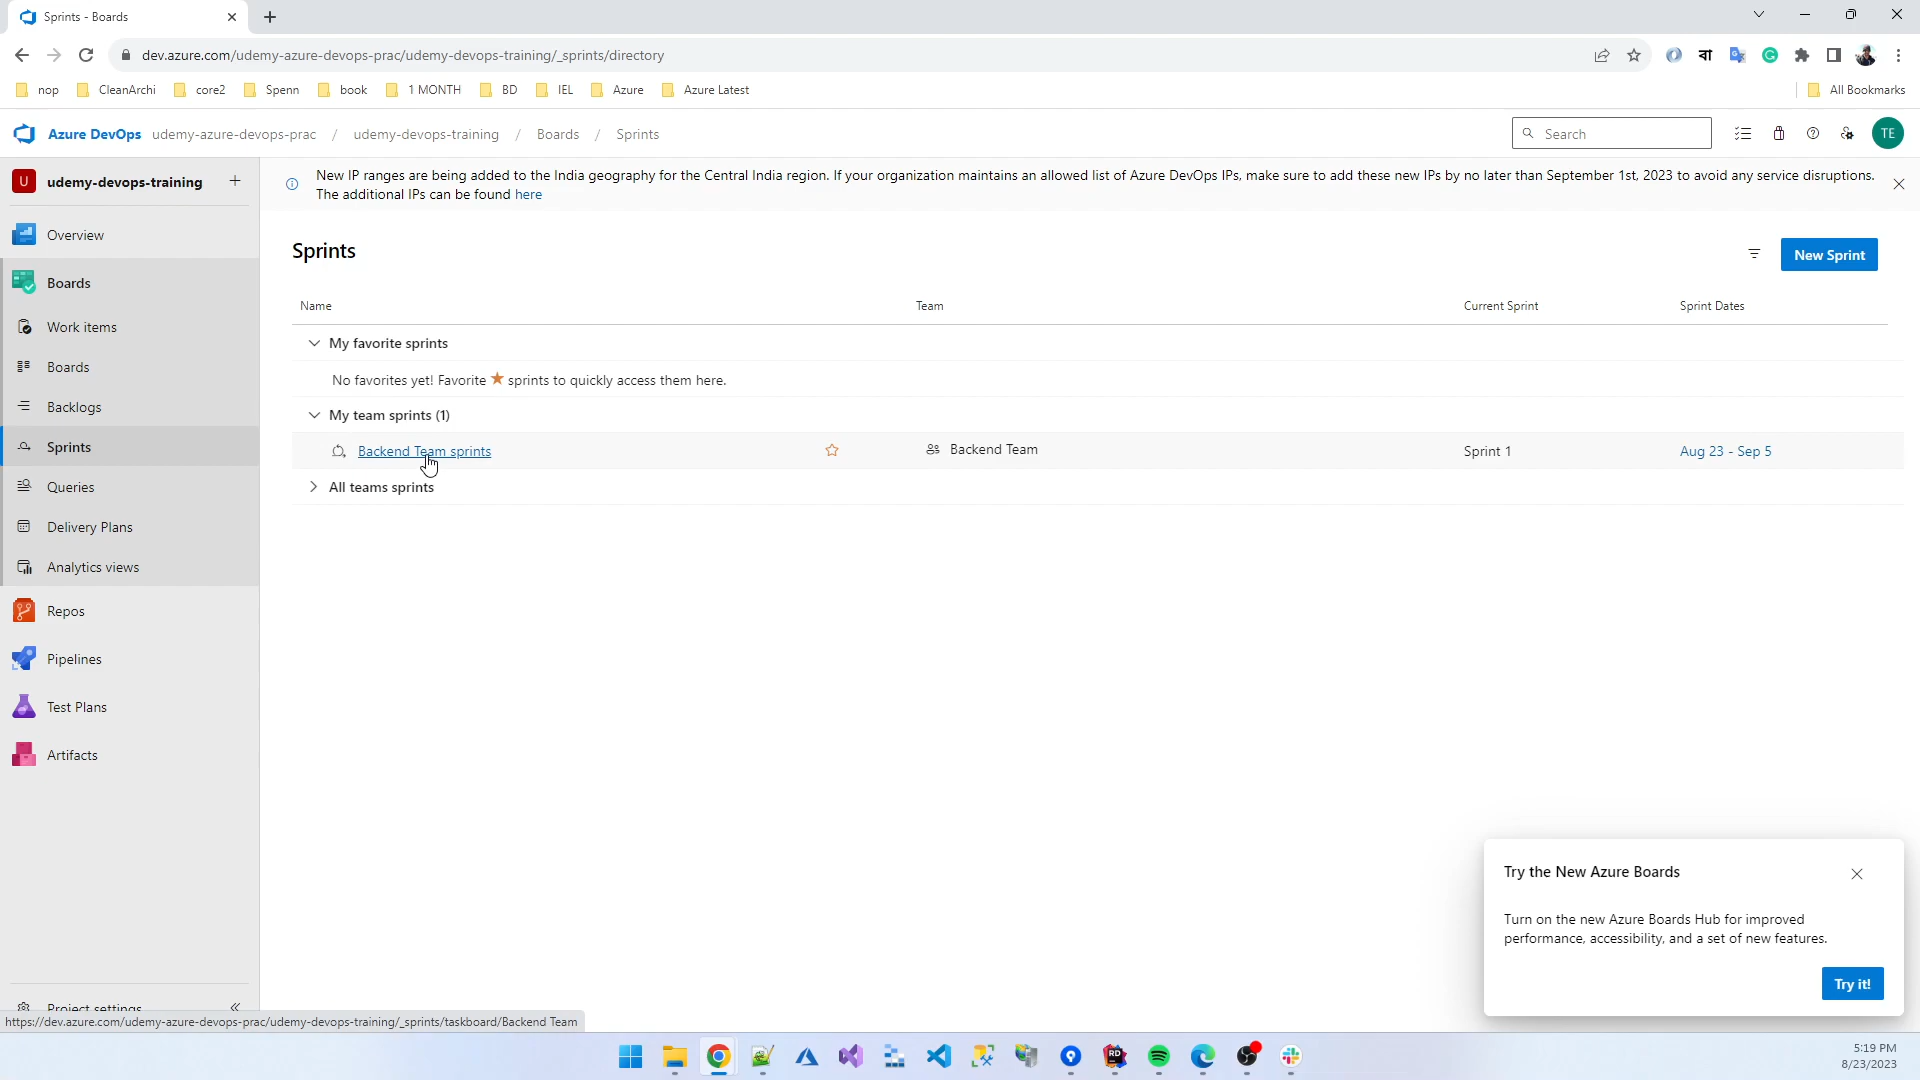 Sprints - Boards
dev.azure.com/udemy-azure-devops-prac/udemy-devops-training/_sprints/directory
বা
nop CleanArchi core2 Spenn book 1 MONTH BD IEL Azure Azure Latest All Bookmarks
Azure DevOps udemy-azure-devops-prac / udemy-devops-training / Boards / Sprints Search TE
U udemy-devops-training
New IP ranges are being added to the India geography for the Central India region. If your organization maintains an allowed list of Azure DevOps IPs, make sure to add these new IPs by no later than September 1st, 2023 to avoid any service disruptions.
The additional IPs can be found here
Overview
Boards
Work items
Boards
Backlogs
Sprints
Queries
Delivery Plans
Analytics views
Repos
Pipelines
Test Plans
Artifacts
Project settings
Sprints New Sprint
Name Team Current Sprint Sprint Dates
My favorite sprints
No favorites yet! Favorite ★ sprints to quickly access them here.
My team sprints (1)
Backend Team sprints Backend Team Sprint 1 Aug 23 - Sep 5
All teams sprints
Try the New Azure Boards
Turn on the new Azure Boards Hub for improved
performance, accessibility, and a set of new features.
Try it!
https://dev.azure.com/udemy-azure-devops-prac/udemy-devops-training/_sprints/taskboard/Backend Team
RD
5:19 PM
8/23/2023